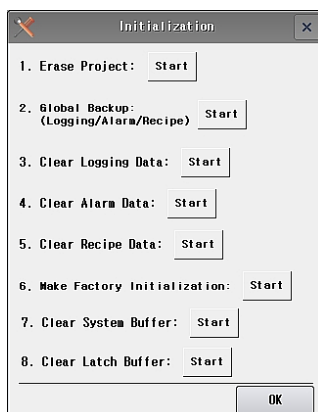 Initialization
1. Erase Project: Start
2. Global Backup:
(Logging/Alarm/Recipe) Start
3. Clear Logging Data: Start
4. Clear Alarm Data: Start
5. Clear Recipe Data: Start
6. Make Factory Initialization: Start
7. Clear System Buffer: Start
8. Clear Latch Buffer: Start
OK